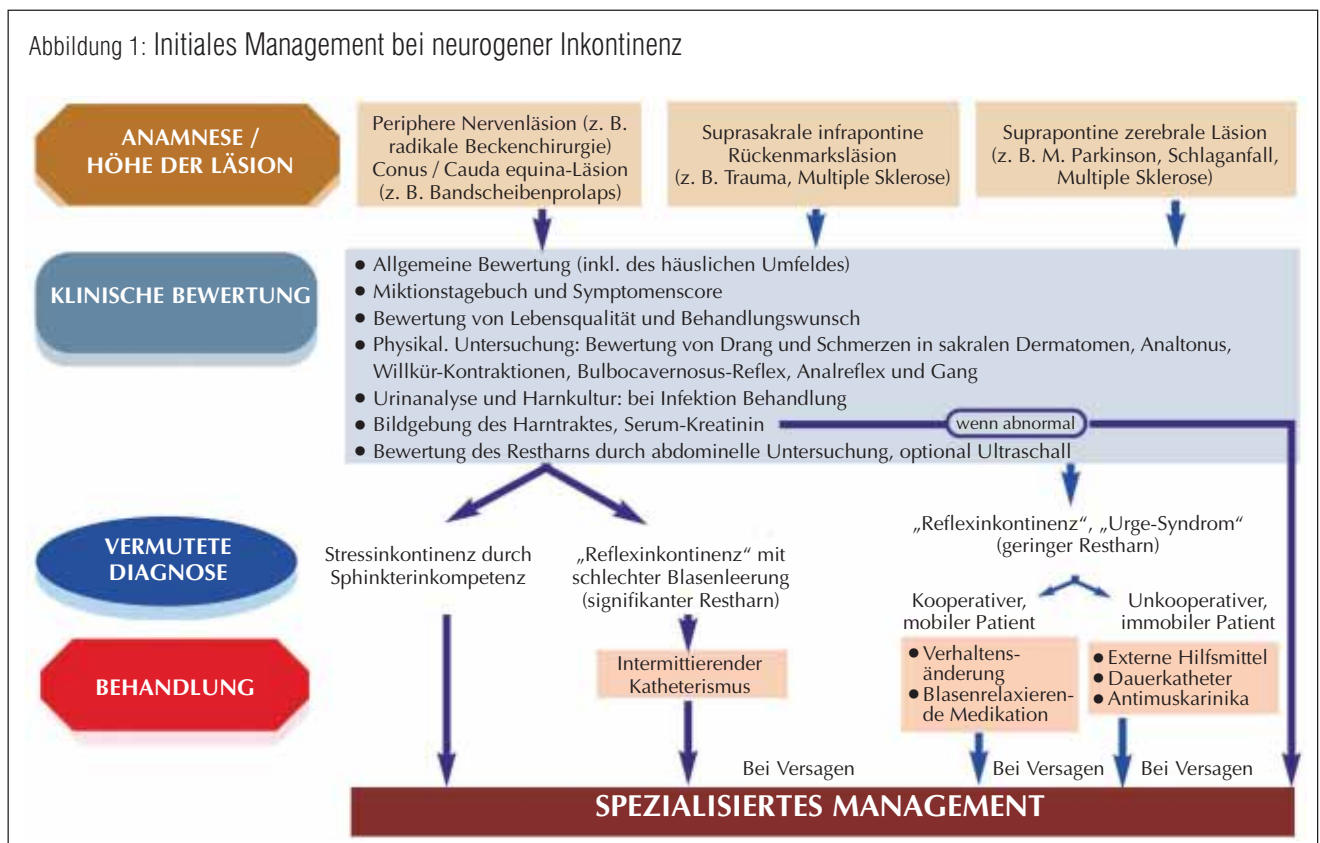 Abbildung 1: Initiales Management bei neurogener Inkontinenz
ANAMNESE /
HÖHE DER LÄSION
Periphere Nervenläsion (z. B.
radikale Beckenchirurgie)
Conus / Cauda equina-Läsion
(z. B. Bandscheibenprolaps)
Suprasakrale infrapontine
Rückenmarksläsion
(z. B. Trauma, Multiple Sklerose)
Suprapontine zerebrale Läsion
(z. B. M. Parkinson, Schlaganfall,
Multiple Sklerose)
KLINISCHE BEWERTUNG
● Allgemeine Bewertung (inkl. des häuslichen Umfeldes)
● Miktionstagebuch und Symptomenscore
● Bewertung von Lebensqualität und Behandlungswunsch
● Physikal. Untersuchung: Bewertung von Drang und Schmerzen in sakralen Dermatomen, Analtonus,
Willkür-Kontraktionen, Bulbocavernosus-Reflex, Analreflex und Gang
● Urinanalyse und Harnkultur: bei Infektion Behandlung
● Bildgebung des Harntraktes, Serum-Kreatinin
wenn abnormal
● Bewertung des Restharns durch abdominelle Untersuchung, optional Ultraschall
VERMUTETE
DIAGNOSE
Stressinkontinenz durch
Sphinkterinkompetenz
„Reflexinkontinenz“ mit
schlechter Blasenleerung
(signifikanter Restharn)
„Reflexinkontinenz“, „Urge-Syndrom“
(geringer Restharn)
Kooperativer,
mobiler Patient
Unkooperativer,
immobiler Patient
BEHANDLUNG
Intermittierender
Katheterismus
● Verhaltens-
änderung
● Blasenrelaxieren-
de Medikation
● Externe Hilfsmittel
● Dauerkatheter
● Antimuskarinika
Bei Versagen
Bei Versagen
Bei Versagen
SPEZIALISIERTES MANAGEMENT